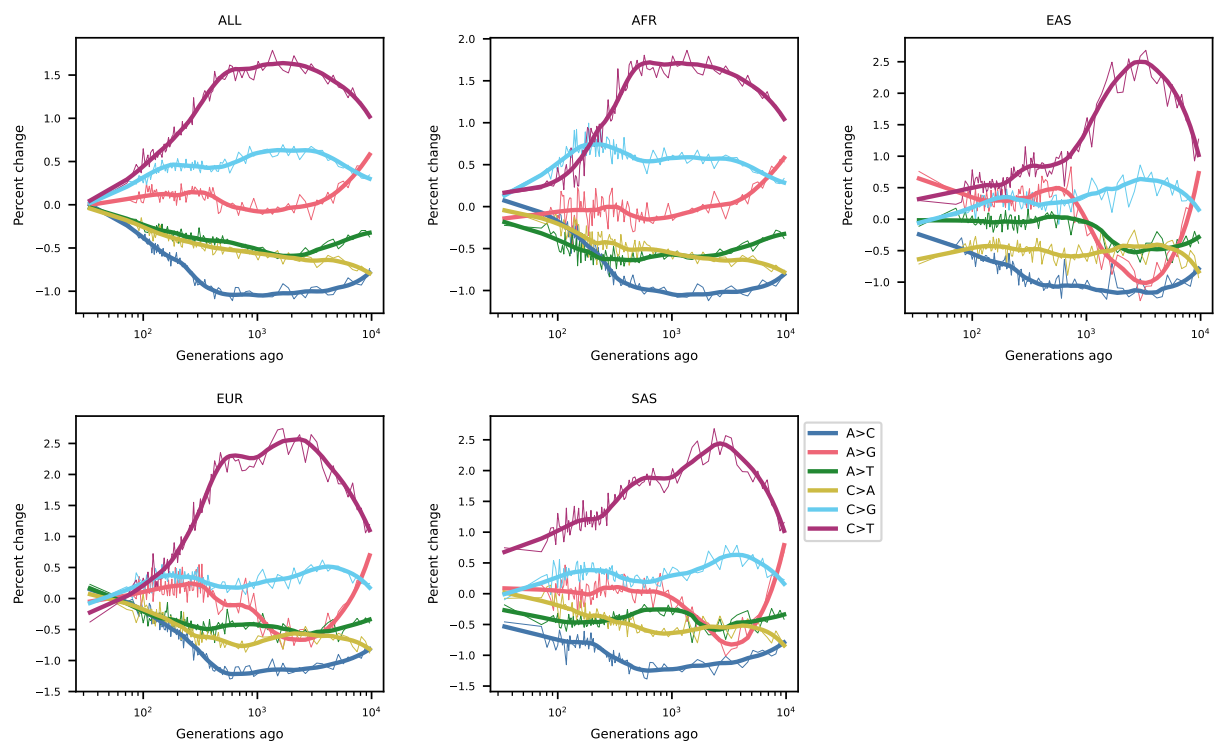 ALL
AFR
EAS
Percent change
1.5
1.0
0.5
0.0
−0.5
−1.0
10²
10³
10⁴
Generations ago
Percent change
2.0
1.5
1.0
0.5
0.0
−0.5
−1.0
10²
10³
10⁴
Generations ago
Percent change
2.5
2.0
1.5
1.0
0.5
0.0
−0.5
−1.0
10²
10³
10⁴
Generations ago
EUR
SAS
Percent change
2.5
2.0
1.5
1.0
0.5
0.0
−0.5
−1.0
−1.5
10²
10³
10⁴
Generations ago
Percent change
2.5
2.0
1.5
1.0
0.5
0.0
−0.5
−1.0
−1.5
10²
10³
10⁴
Generations ago
A>C
A>G
A>T
C>A
C>G
C>T